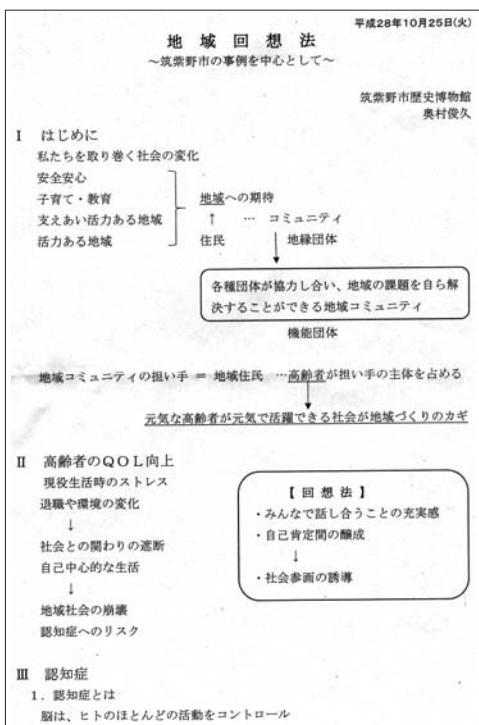 平成28年10月25日(火)
地域回想法
~筑紫野市の事例を中心として~
筑紫野市歴史博物館
奥村俊久
Ⅰ はじめに
私たちを取り巻く社会の変化
安全安心
子育て・教育
支えあい活力ある地域
活力ある地域
地域への期待
↑ … コミュニティ
住民 地縁団体
↓
各種団体が協力し合い、地域の課題を自ら解
決することができる地域コミュニティ
機能団体
地域コミュニティの担い手 = 地域住民 …高齢者が担い手の主体を占める
↓
元気な高齢者が元気で活躍できる社会が地域づくりのカギ
Ⅱ 高齢者のQOL向上
現役生活時のストレス
退職や環境の変化
↓
社会との関わりの遮断
自己中心的な生活
↓
地域社会の崩壊
認知症へのリスク
【回想法】
・みんなで話し合うことの充実感
・自己肯定間の醸成
↓
・社会参画の誘導
Ⅲ 認知症
1.認知症とは
脳は、ヒトのほとんどの活動をコントロール